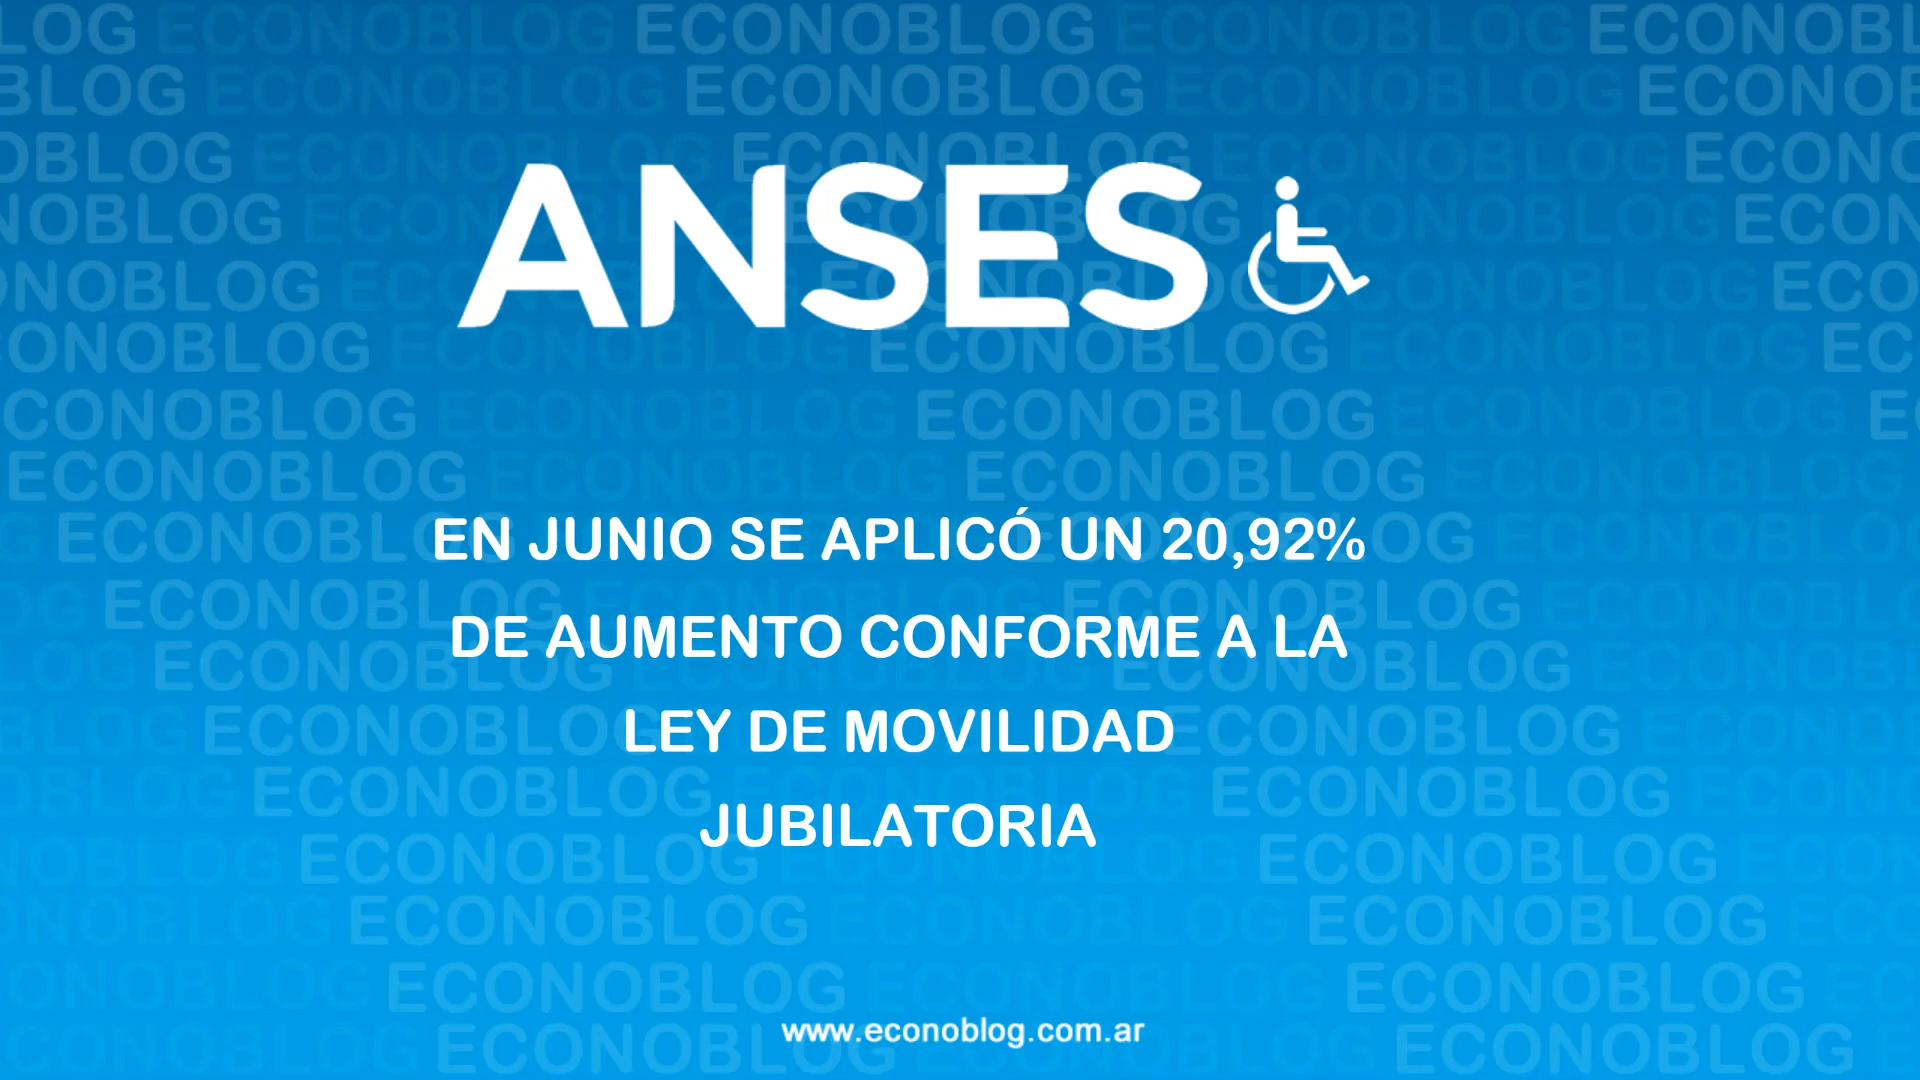 ANSES
EN JUNIO SE APLICÓ UN 20,92%
DE AUMENTO CONFORME A LA
LEY DE MOVILIDAD
JUBILATORIA
www.econoblog.com.ar